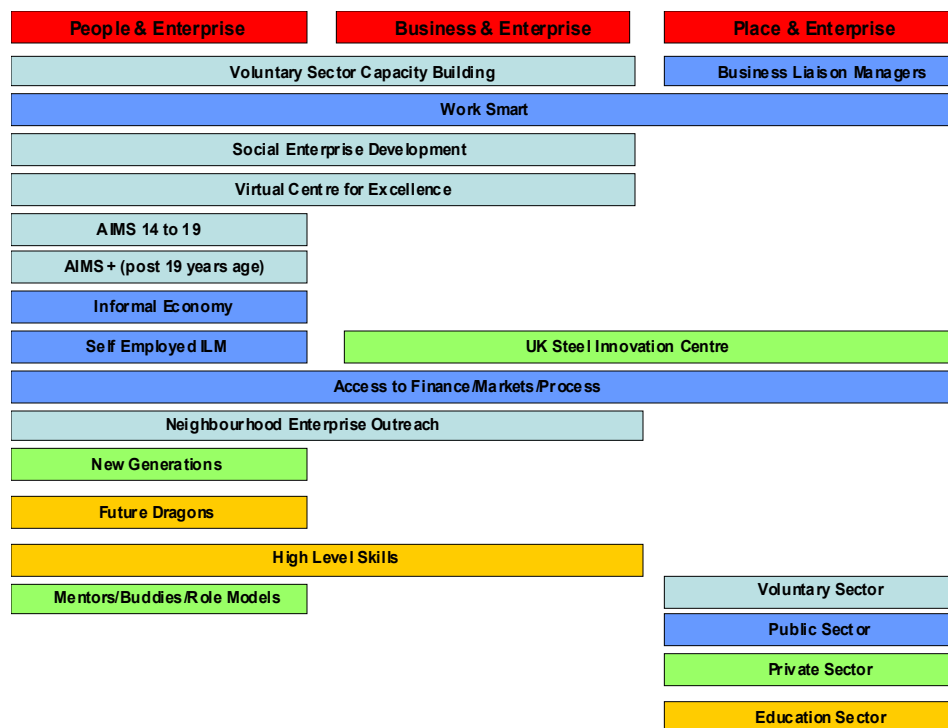 People & Enterprise
Business & Enterprise
Place & Enterprise
Voluntary Sector Capacity Building
Business Liaison Managers
Work Smart
Social Enterprise Development
Virtual Centre for Excellence
AIMS 14 to 19
AIMS+ (post 19 years age)
Informal Economy
Self Employed ILM
UK Steel Innovation Centre
Access to Finance/Markets/Process
Neighbourhood Enterprise Outreach
New Generations
Future Dragons
High Level Skills
Mentors/Buddies/Role Models
Voluntary Sector
Public Sector
Private Sector
Education Sector